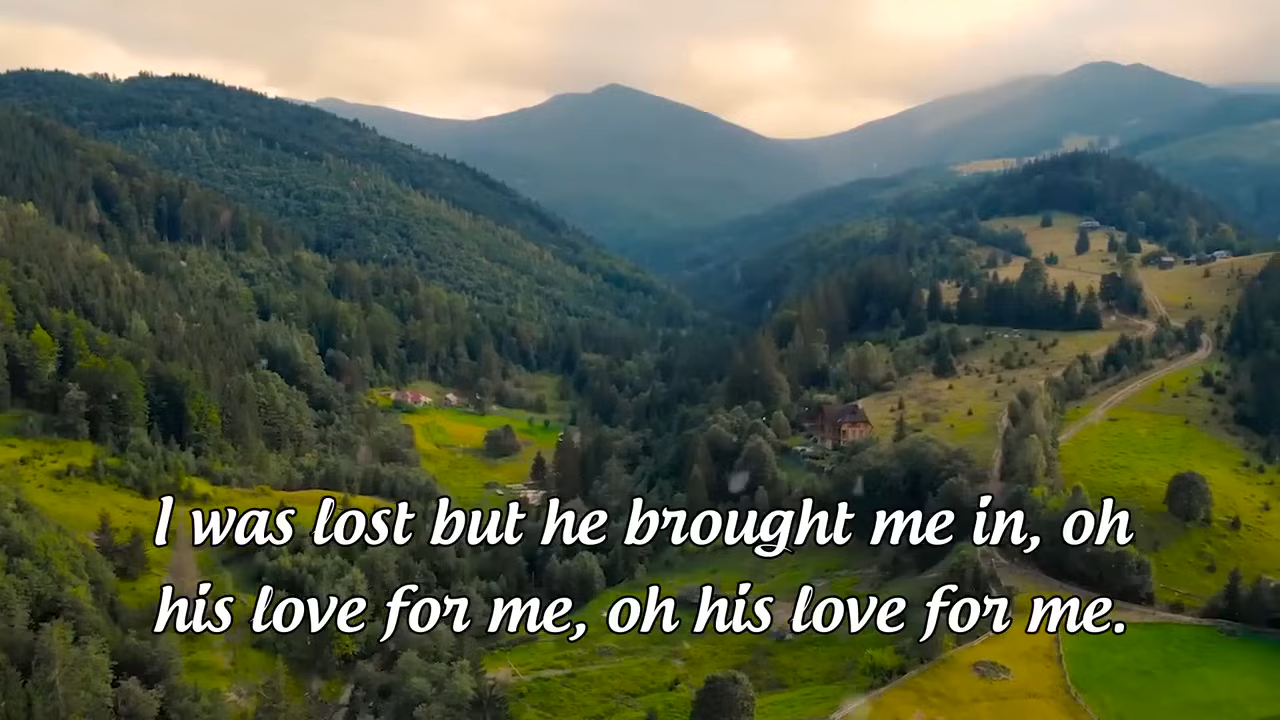 I was lost but he brought me in, oh
his love for me, oh his love for me.